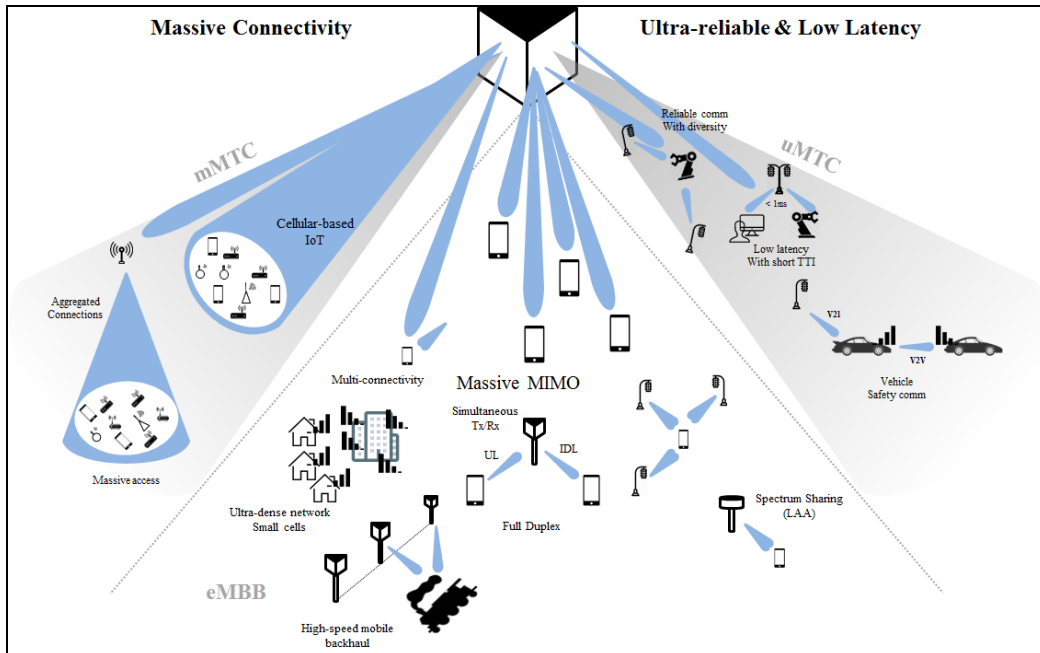 Massive Connectivity
Ultra-reliable & Low Latency
mMTC
uMTC
Reliable comm
With diversity
< 1ms
Low latency
With short TTI
Cellular-based
IoT
Aggregated
Connections
Massive access
V2I
V2V
Vehicle
Safety comm
Multi-connectivity
Massive MIMO
Simultaneous
Tx/Rx
UL
IDL
Full Duplex
Ultra-dense network
Small cells
Spectrum Sharing
(LAA)
eMBB
High-speed mobile
backhaul